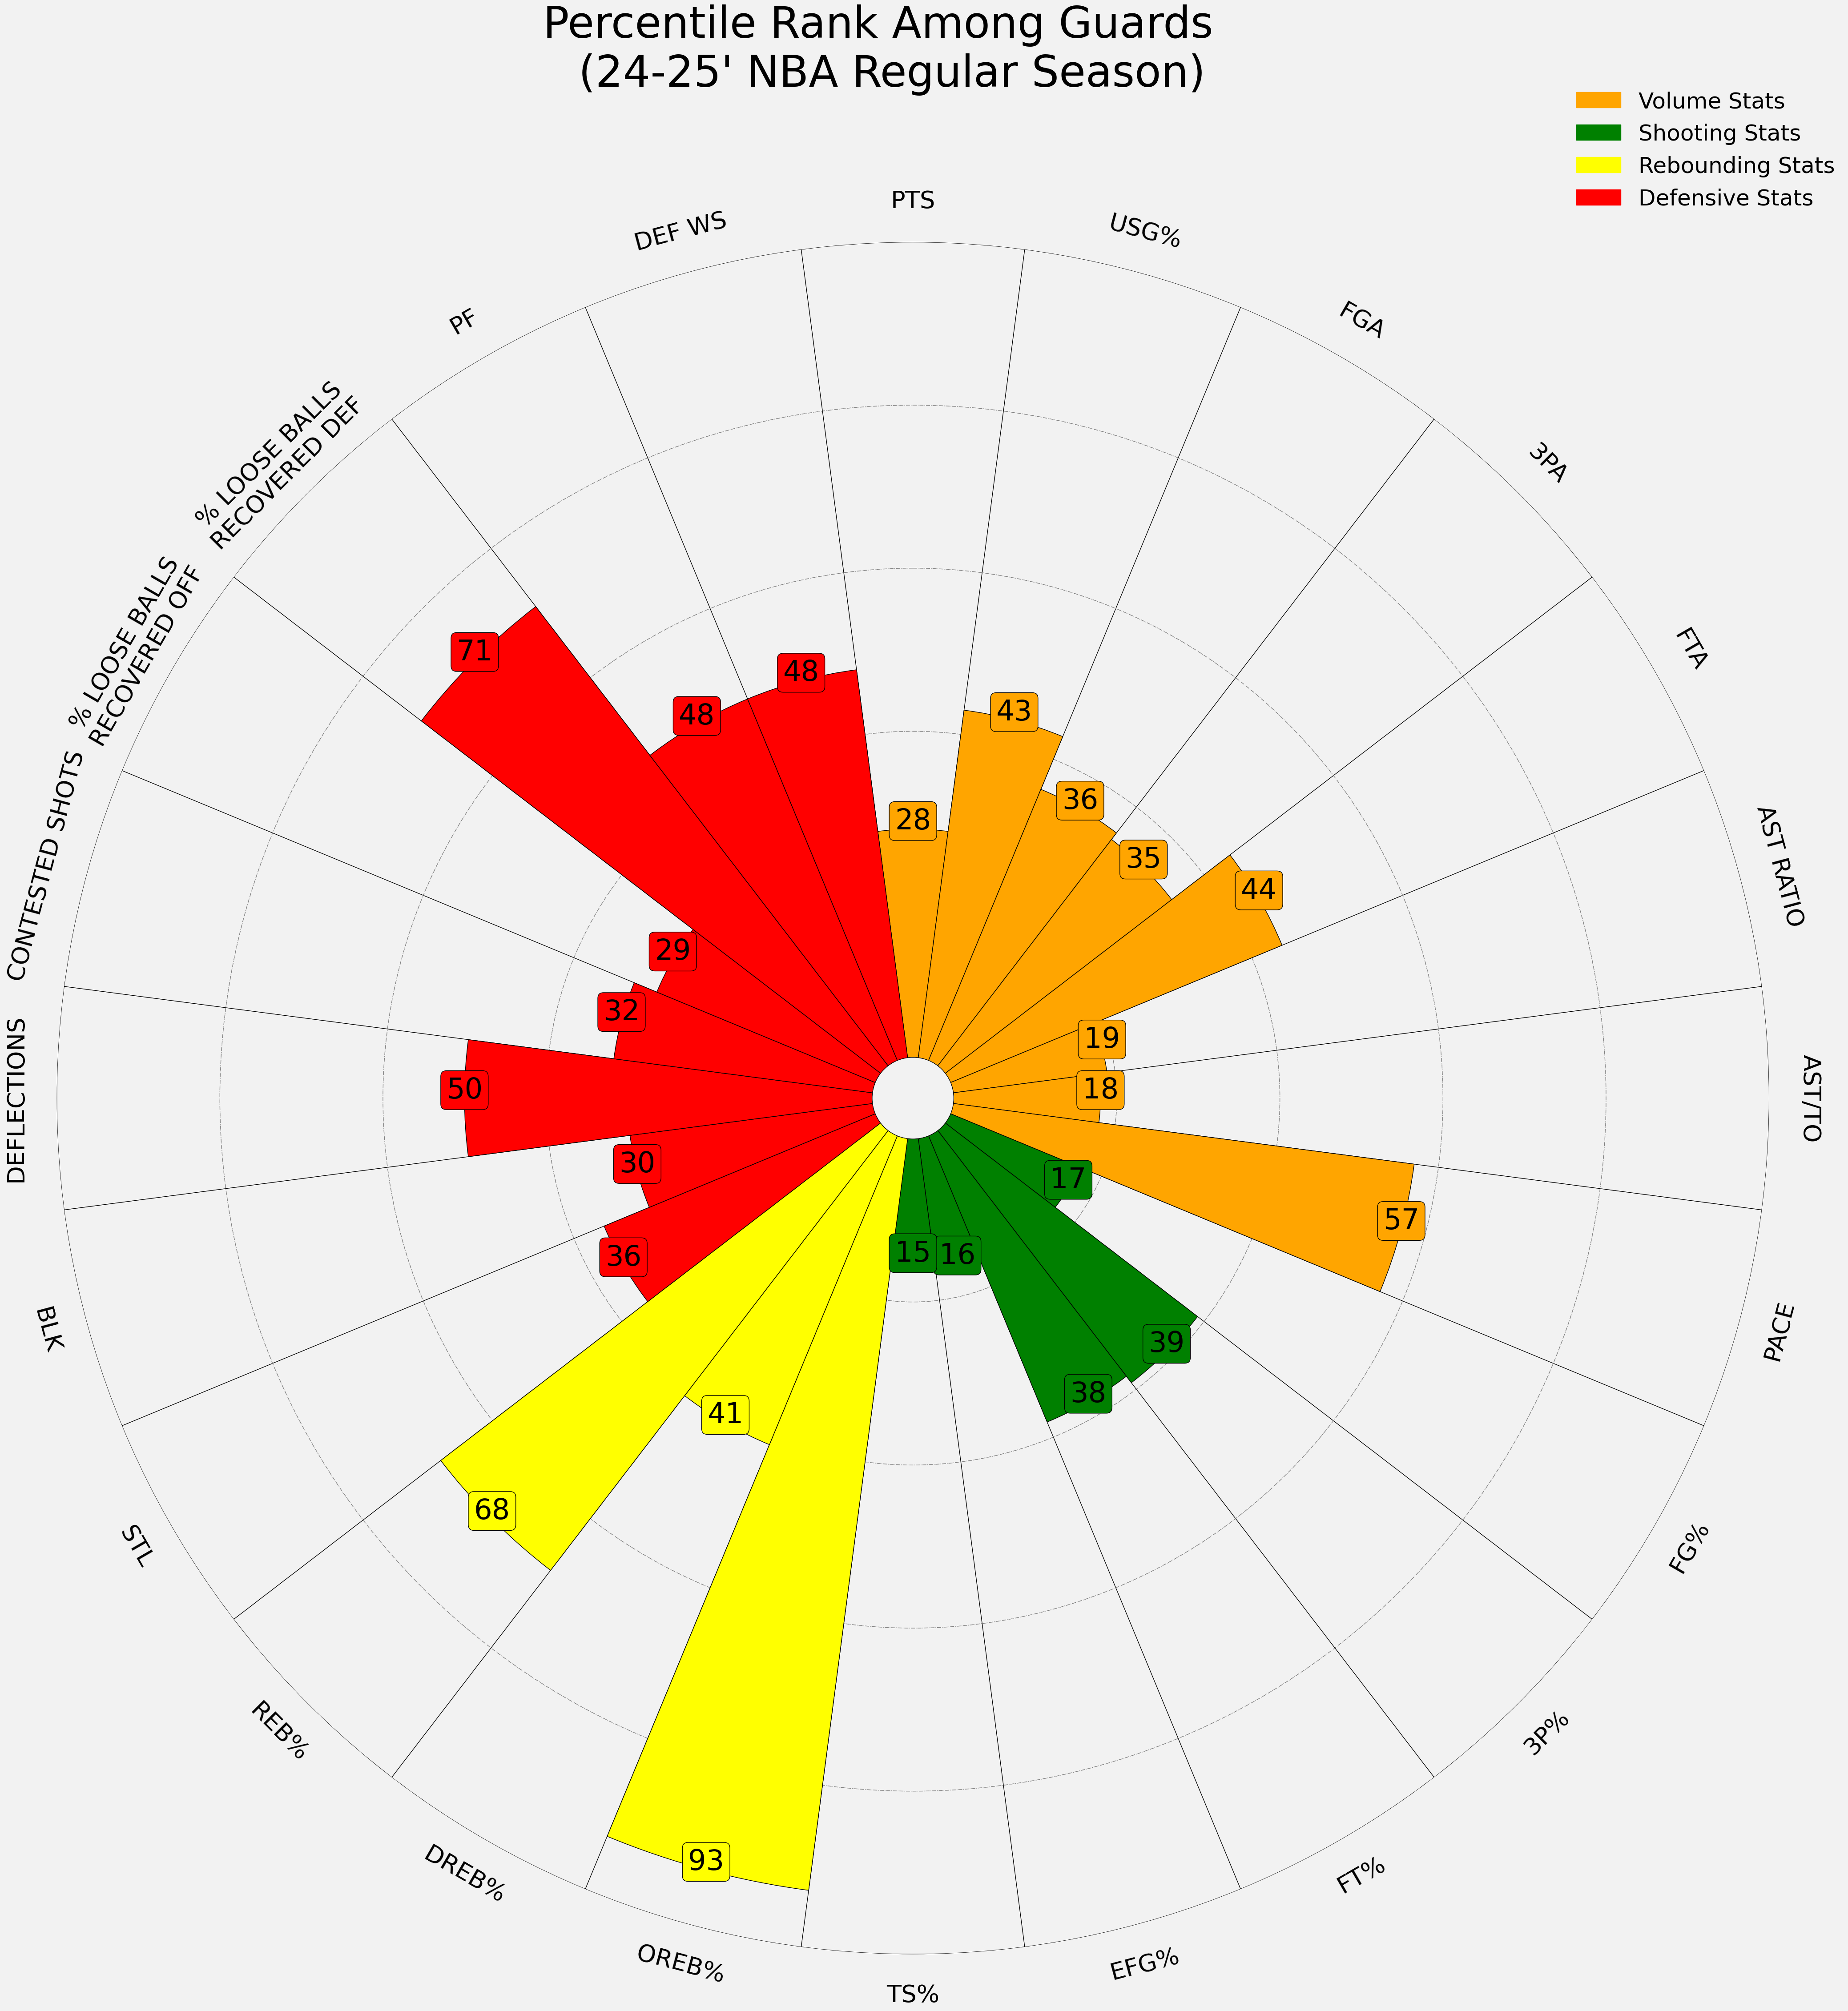 Percentile Rank Among Guards
(24-25' NBA Regular Season)
Volume Stats
Shooting Stats
Rebounding Stats
Defensive Stats
PTS
USG%
FGA
3PA
FTA
AST RATIO
AST/TO
PACE
FG%
3P%
FT%
EFG%
TS%
OREB%
DREB%
REB%
STL
BLK
DEFLECTIONS
CONTESTED SHOTS
% LOOSE BALLS
RECOVERED OFF
% LOOSE BALLS
RECOVERED DEF
PF
DEF WS
28
43
36
35
44
19
18
57
17
39
38
16
15
93
41
68
36
30
50
32
29
71
48
48